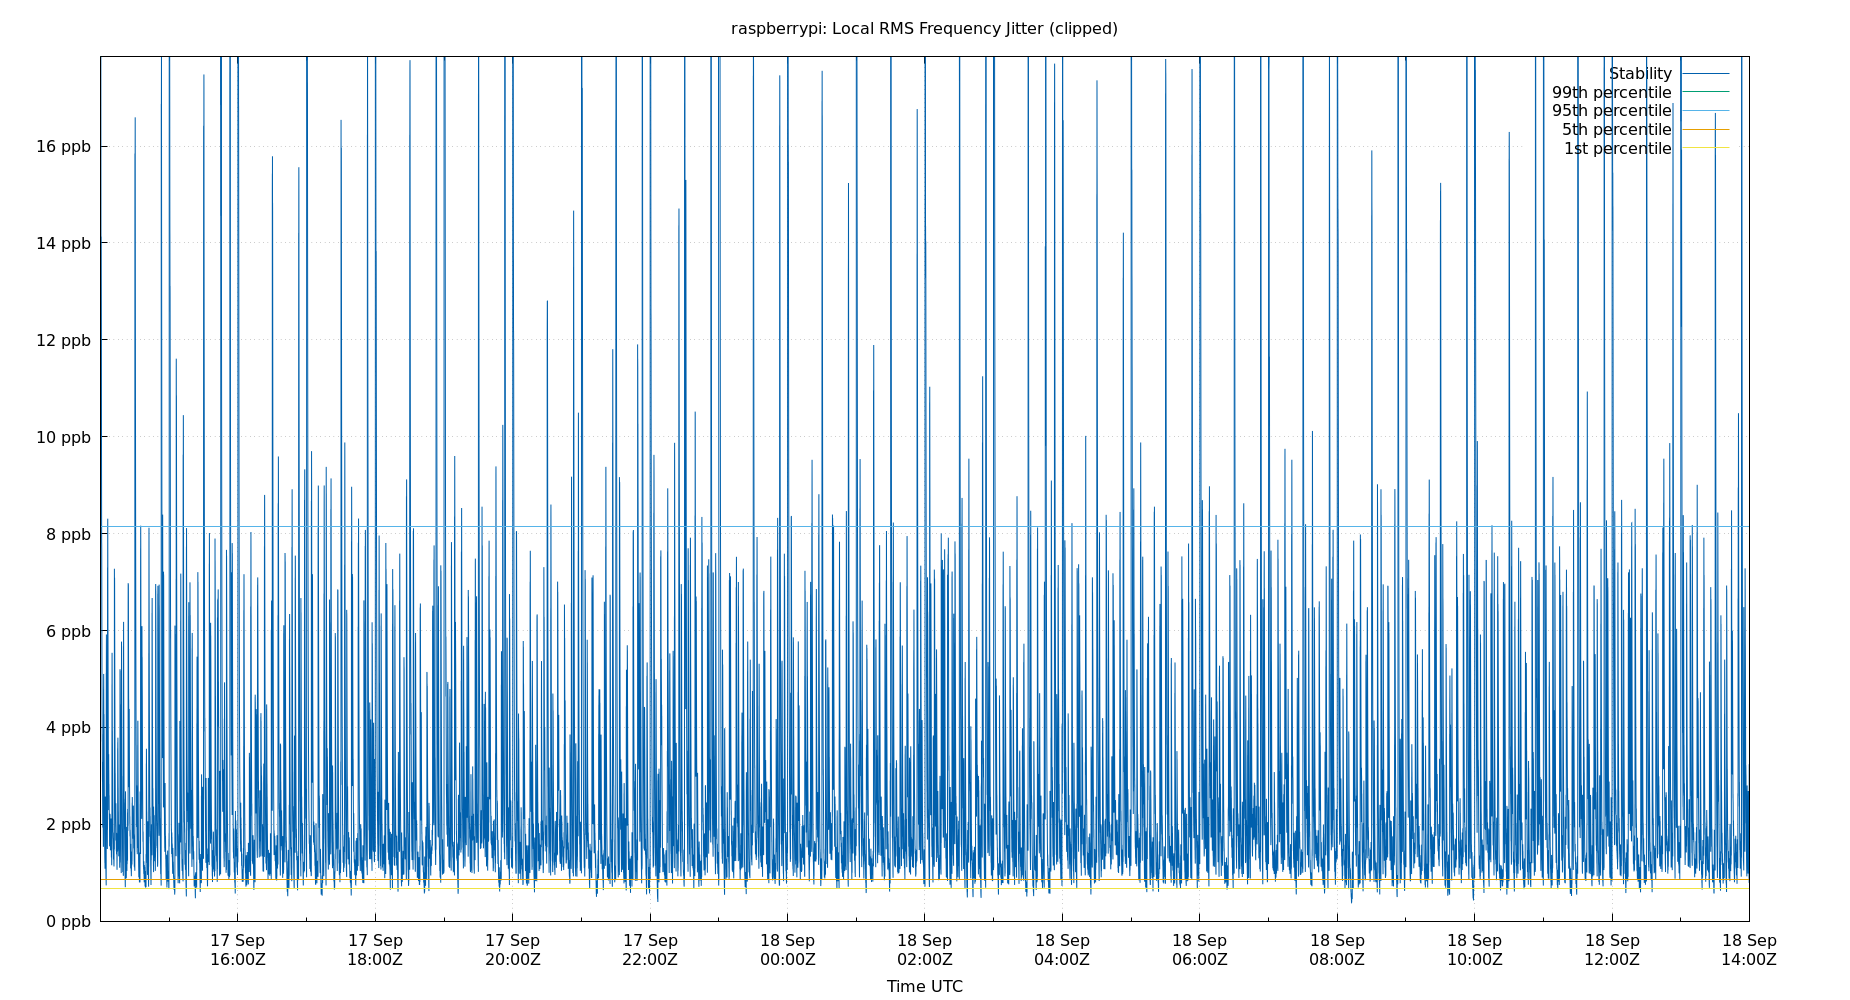 raspberrypi: Local RMS Frequency Jitter (clipped)
Stability
99th percentile
95th percentile
5th percentile
1st percentile
16 ppb
14 ppb
12 ppb
10 ppb
8 ppb
6 ppb
4 ppb
2 ppb
0 ppb
17 Sep 17 Sep 17 Sep 17 Sep 18 Sep 18 Sep 18 Sep 18 Sep 18 Sep 18 Sep 18 Sep 18 Sep
16:00Z 18:00Z 20:00Z 22:00Z 00:00Z 02:00Z 04:00Z 06:00Z 08:00Z 10:00Z 12:00Z 14:00Z
Time UTC